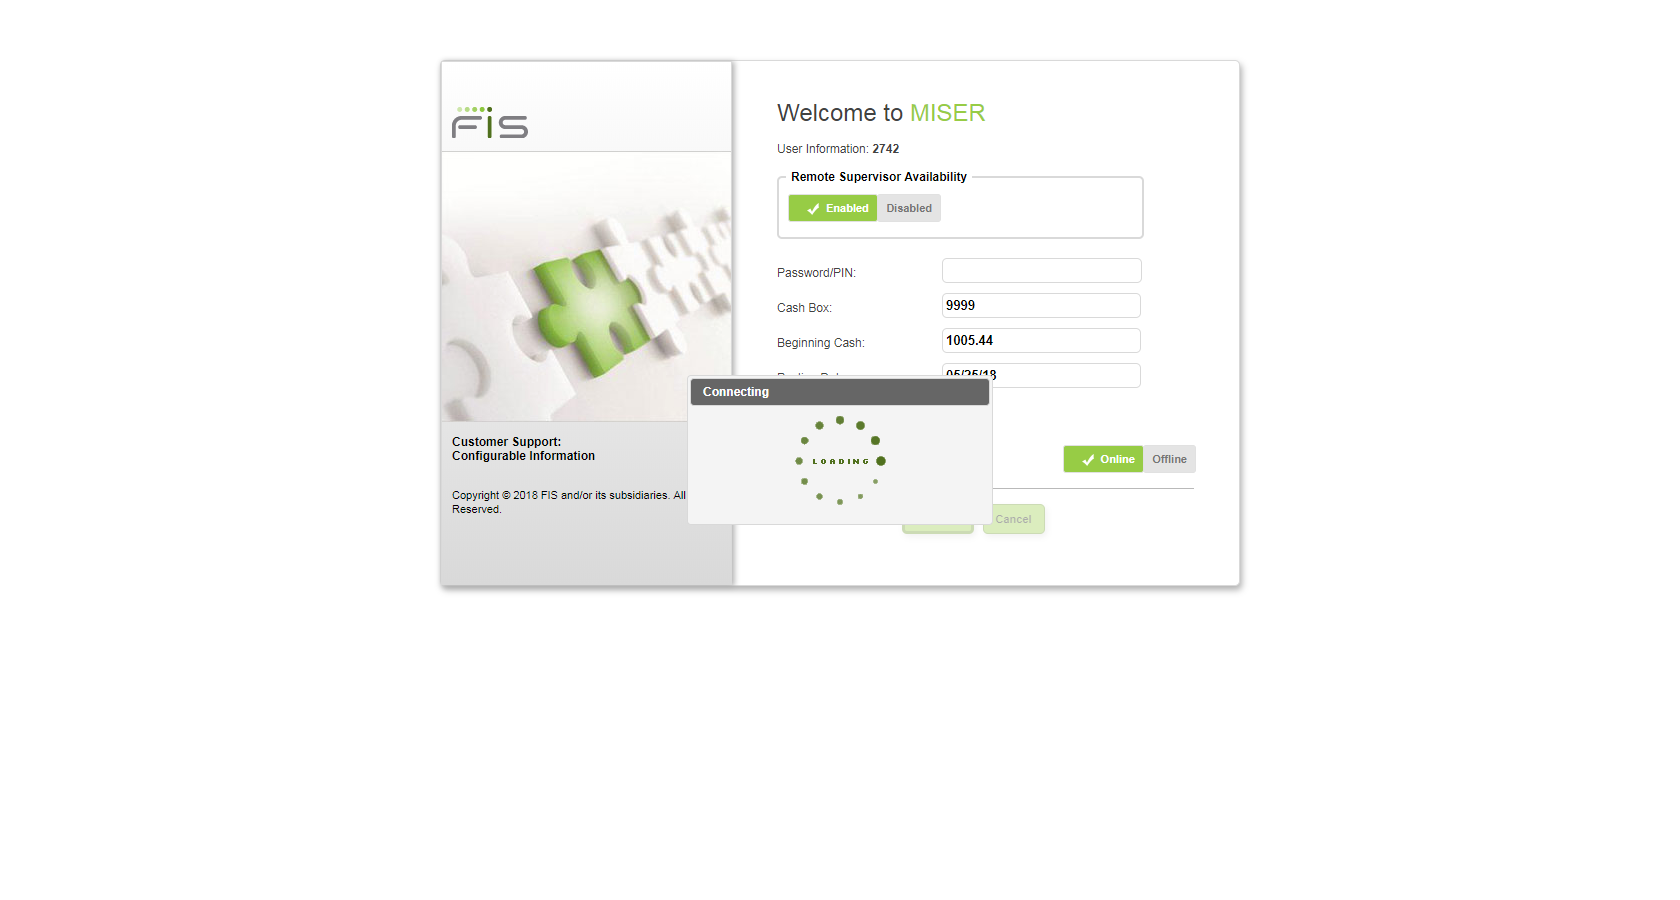 FIS
Welcome to MISER
User Information: 2742
Remote Supervisor Availability
Enabled Disabled
Password/PIN:
Cash Box: 9999
Beginning Cash: 1005.44
05/25/18
Connecting
LOADING
Customer Support:
Configurable Information
Online Offline
Copyright © 2018 FIS and/or its subsidiaries. All
Reserved.
Cancel